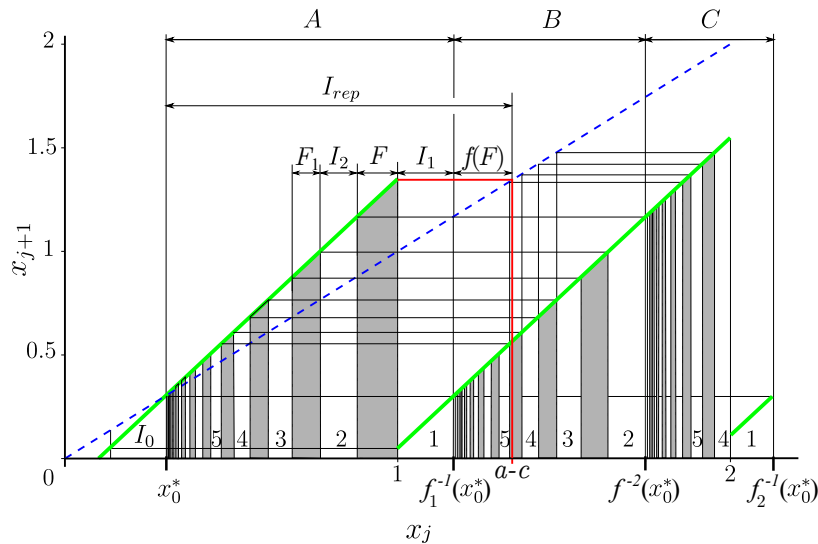 A B C
2
I_rep
1.5
F_1 I_2 F I_1 f(F)
x_{j+1}
1
0.5
I_0 5 4 3 2 1 5 4 3 2 5 4 1
0 x_0^* 1 f_1^{-1}(x_0^*) a-c f^{-2}(x_0^*) 2 f_2^{-1}(x_0^*)
x_j